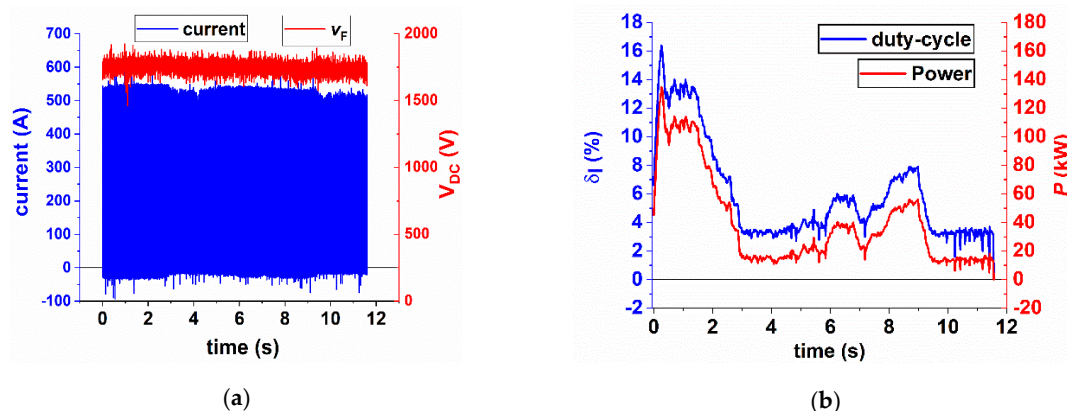 current
vF
700
600
500
400
300
200
100
0
-100
current (A)
2000
1500
1000
500
0
VDC (V)
0 2 4 6 8 10 12
time (s)
(a)
duty-cycle
Power
18
16
14
12
10
8
6
4
2
0
-2
δI (%)
180
160
140
120
100
80
60
40
20
0
-20
P (kW)
0 2 4 6 8 10 12
time (s)
(b)